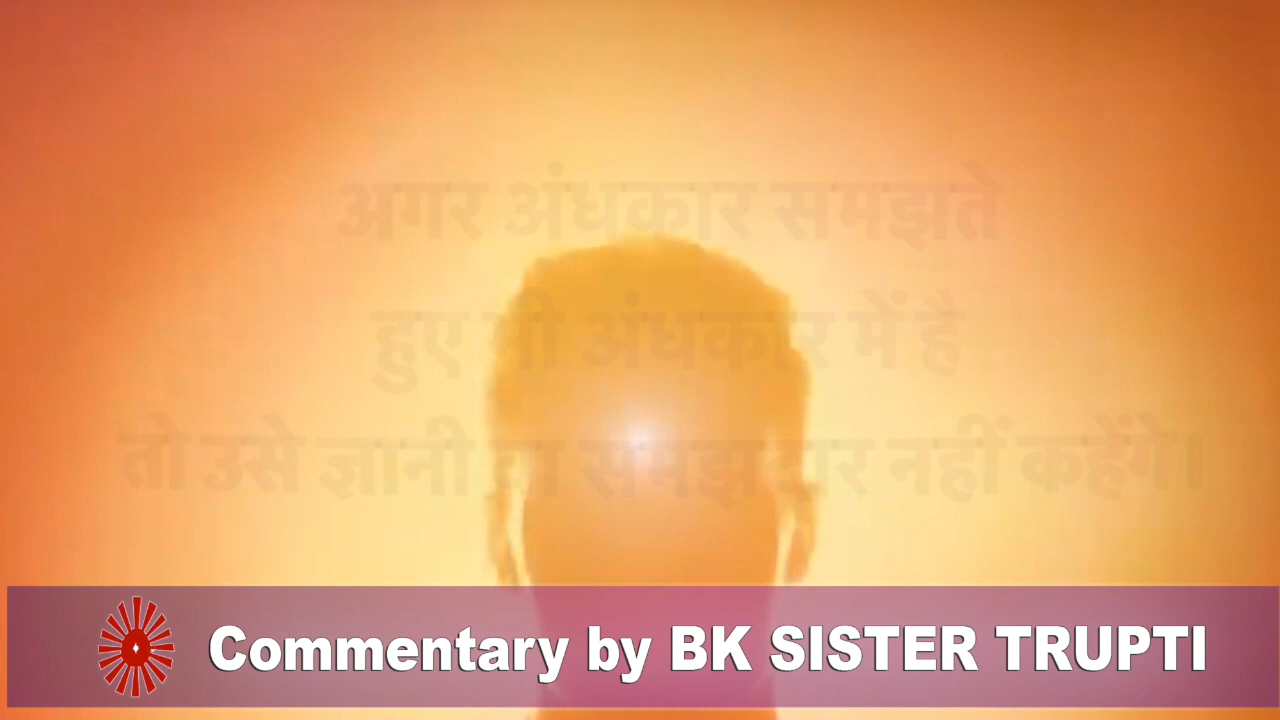 अगर अंधकार समझते
हुए भी अंधकार में है
तो उसे ज्ञानी वा समझदार नहीं कहेंगे।
Commentary by BK SISTER TRUPTI